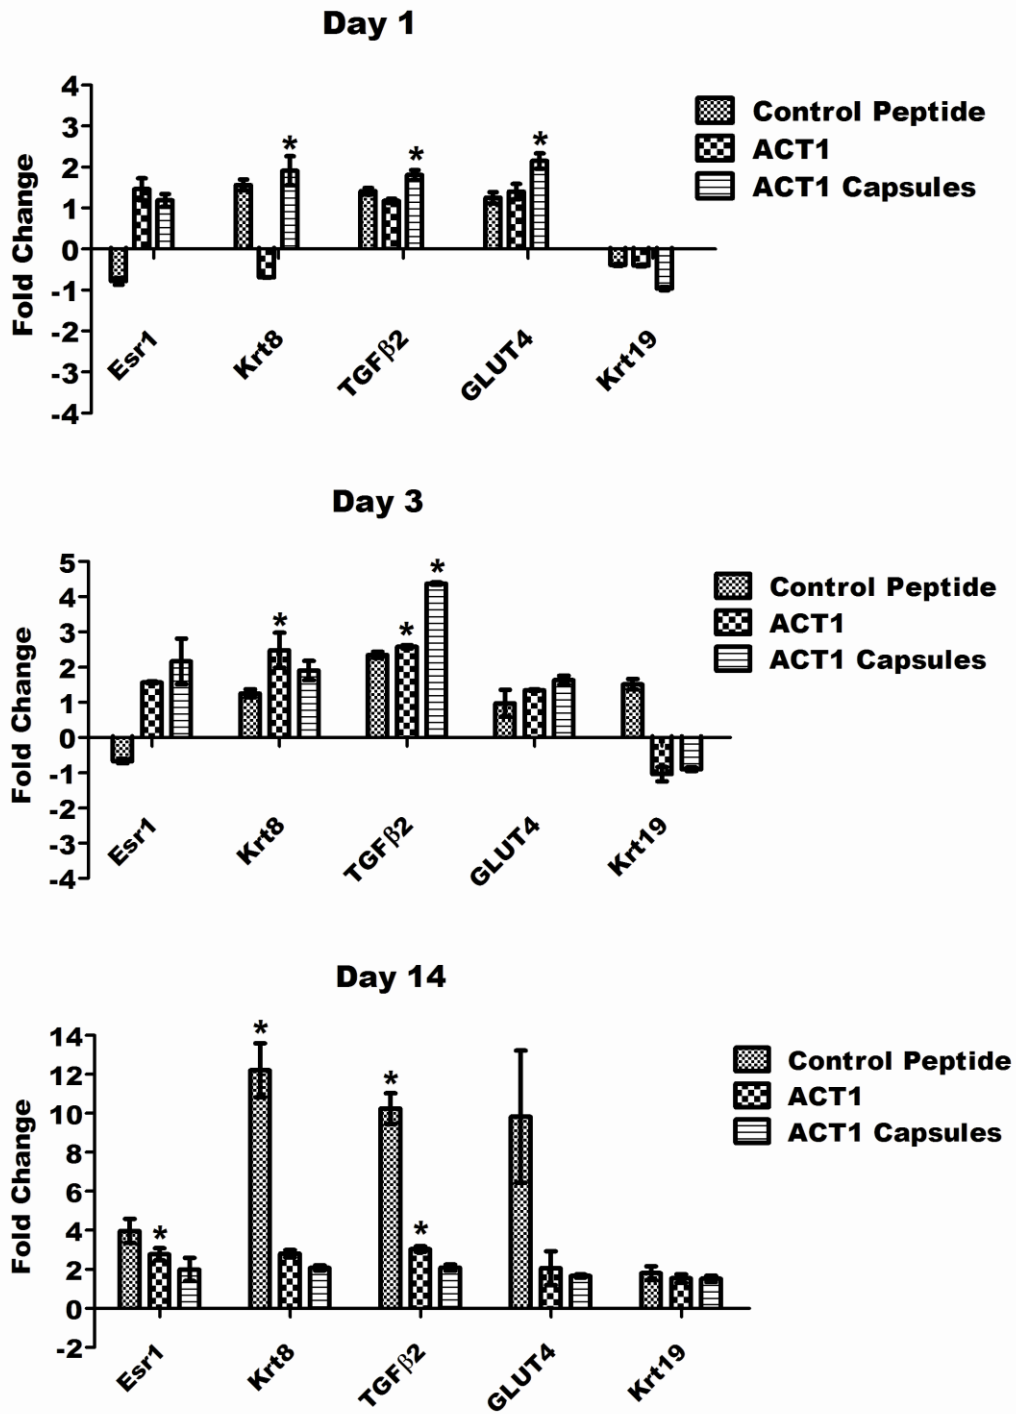 Day 1
4
3
2
1
0
-1
-2
-3
-4
Fold Change
* * *
Control Peptide
ACT1
ACT1 Capsules
Esr1 Krt8 TGFβ2 GLUT4 Krt19
Day 3
5
4
3
2
1
0
-1
-2
-3
-4
Fold Change
* * *
Control Peptide
ACT1
ACT1 Capsules
Esr1 Krt8 TGFβ2 GLUT4 Krt19
Day 14
14
12
10
8
6
4
2
0
-2
Fold Change
* * * *
Control Peptide
ACT1
ACT1 Capsules
Esr1 Krt8 TGFβ2 GLUT4 Krt19